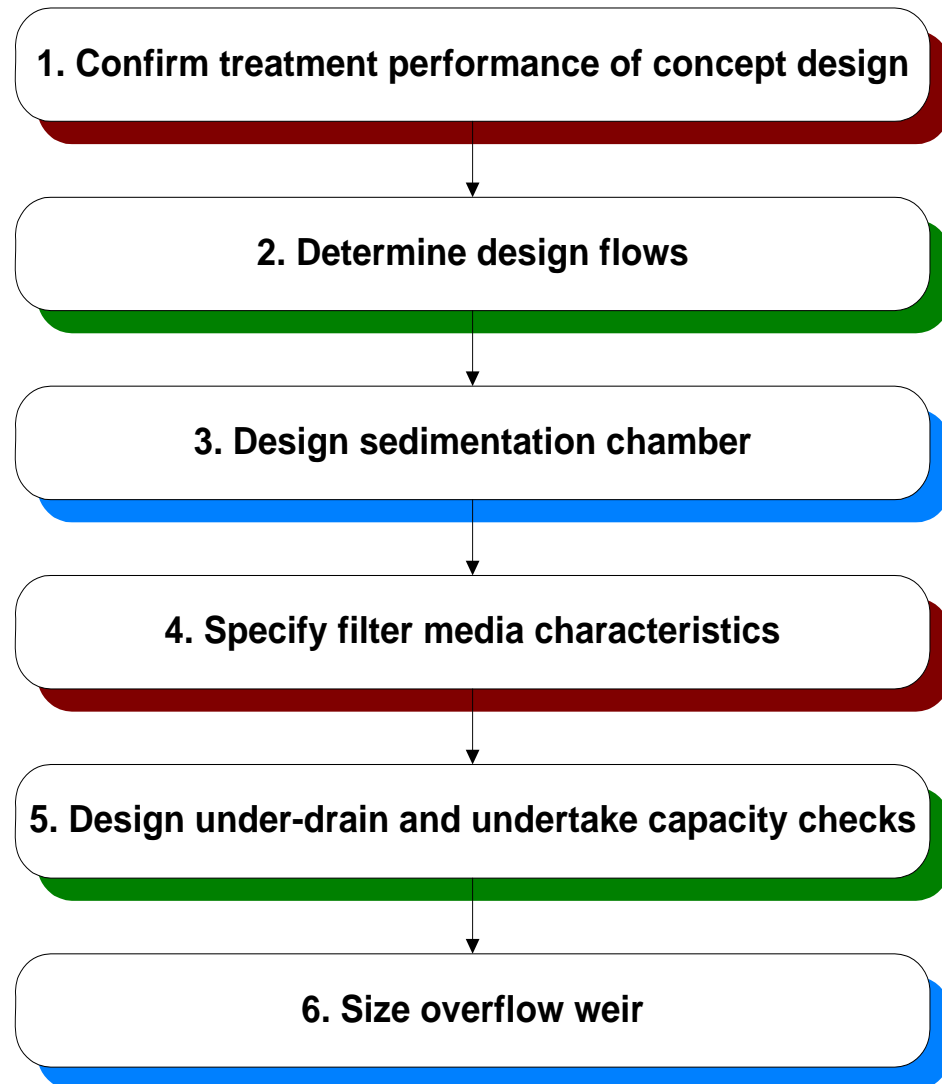 1. Confirm treatment performance of concept design
2. Determine design flows
3. Design sedimentation chamber
4. Specify filter media characteristics
5. Design under-drain and undertake capacity checks
6. Size overflow weir